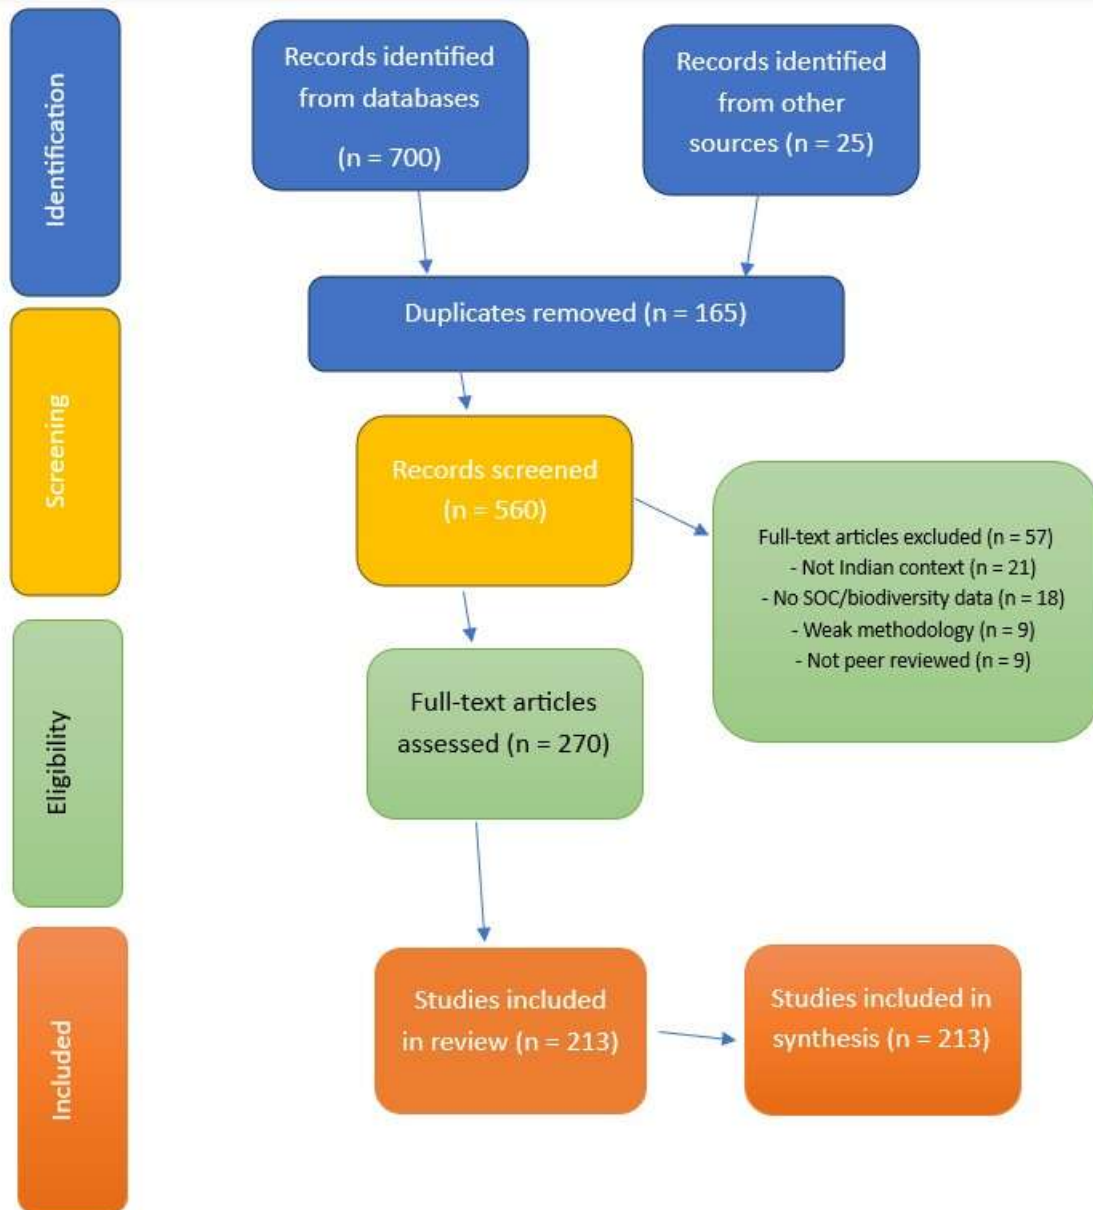 Identification
Records identified
from databases
(n = 700)
Records identified
from other
sources (n = 25)
Duplicates removed (n = 165)
Screening
Records screened
(n = 560)
Full-text articles excluded (n = 57)
- Not Indian context (n = 21)
- No SOC/biodiversity data (n = 18)
- Weak methodology (n = 9)
- Not peer reviewed (n = 9)
Eligibility
Full-text articles
assessed (n = 270)
Included
Studies included
in review (n = 213)
Studies included in
synthesis (n = 213)